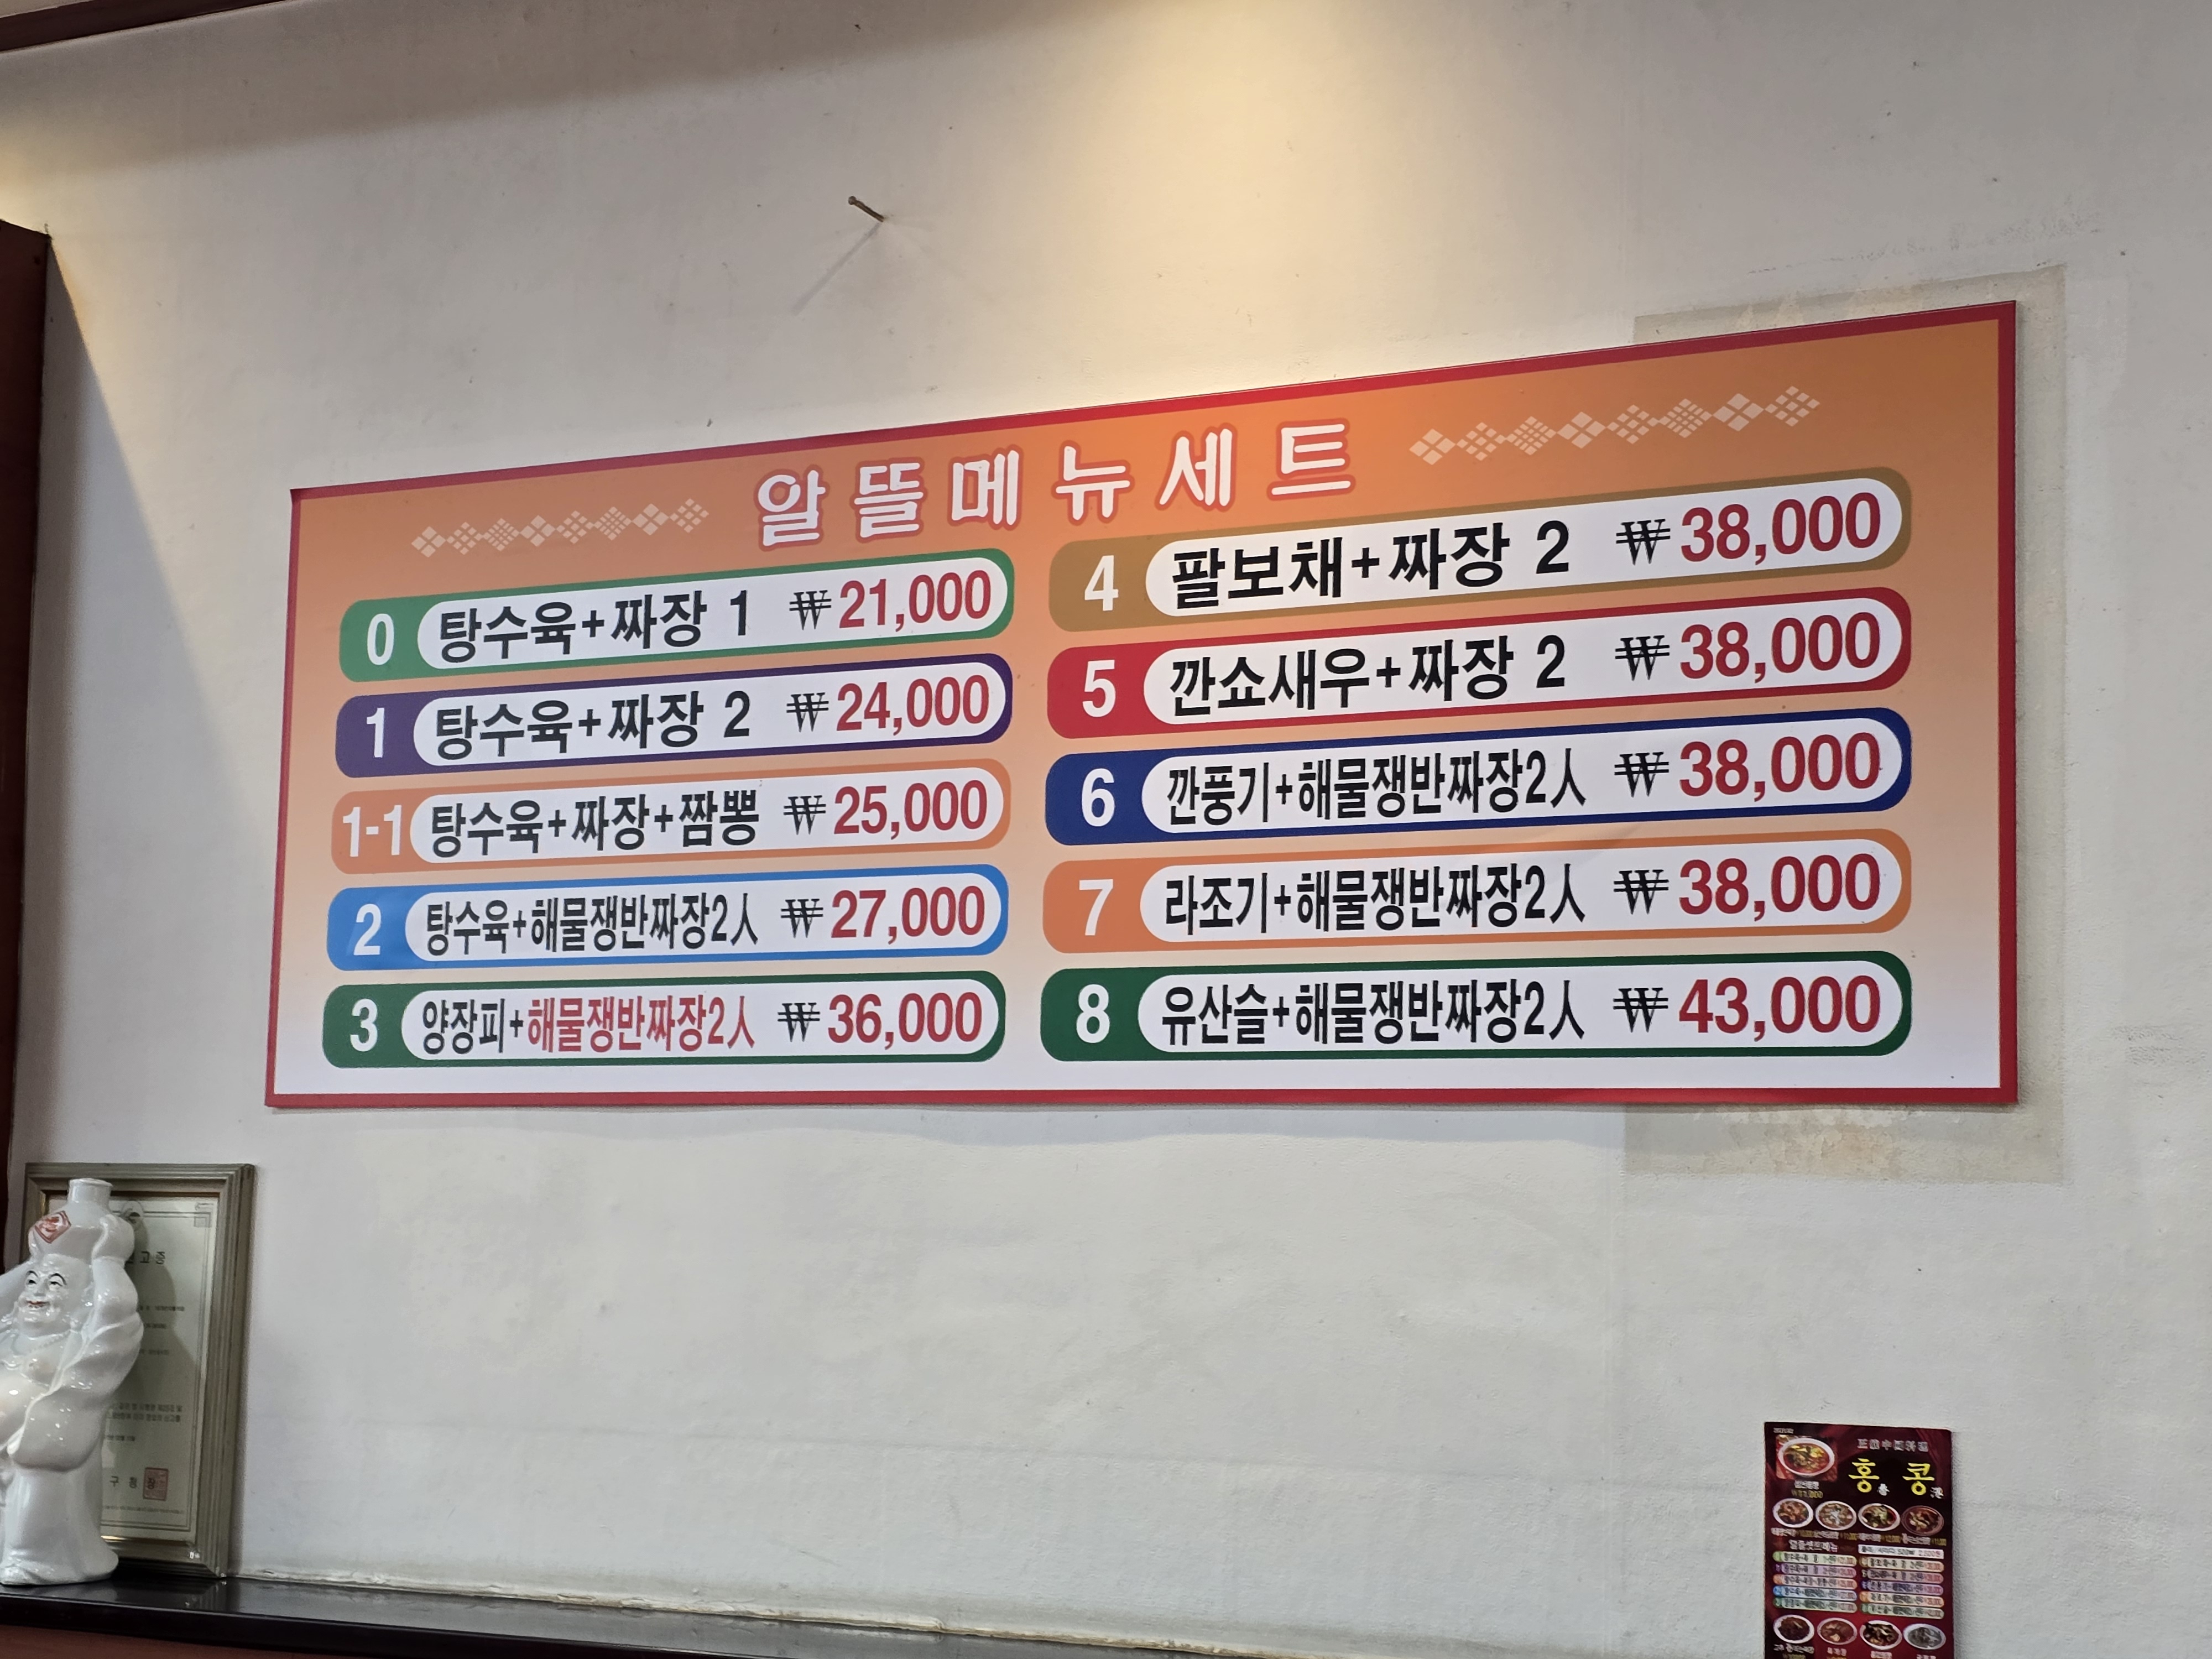 알뜰메뉴세트
0 탕수육+짜장 1 ₩21,000
1 탕수육+짜장 2 ₩24,000
1-1 탕수육+짜장+짬뽕 ₩25,000
2 탕수육+해물쟁반짜장2人 ₩27,000
3 양장피+해물쟁반짜장2人 ₩36,000
4 팔보채+짜장 2 ₩38,000
5 깐쇼새우+짜장 2 ₩38,000
6 깐풍기+해물쟁반짜장2人 ₩38,000
7 라조기+해물쟁반짜장2人 ₩38,000
8 유산슬+해물쟁반짜장2人 ₩43,000
홍콩